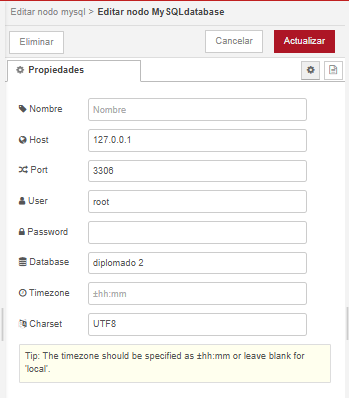 Editar nodo mysql > Editar nodo MySQLdatabase
Eliminar
Cancelar
Actualizar
Propiedades
Nombre
Nombre
Host
127.0.0.1
Port
3306
User
root
Password
Database
diplomado 2
Timezone
±hh:mm
Charset
UTF8
Tip: The timezone should be specified as ±hh:mm or leave blank for
'local'.